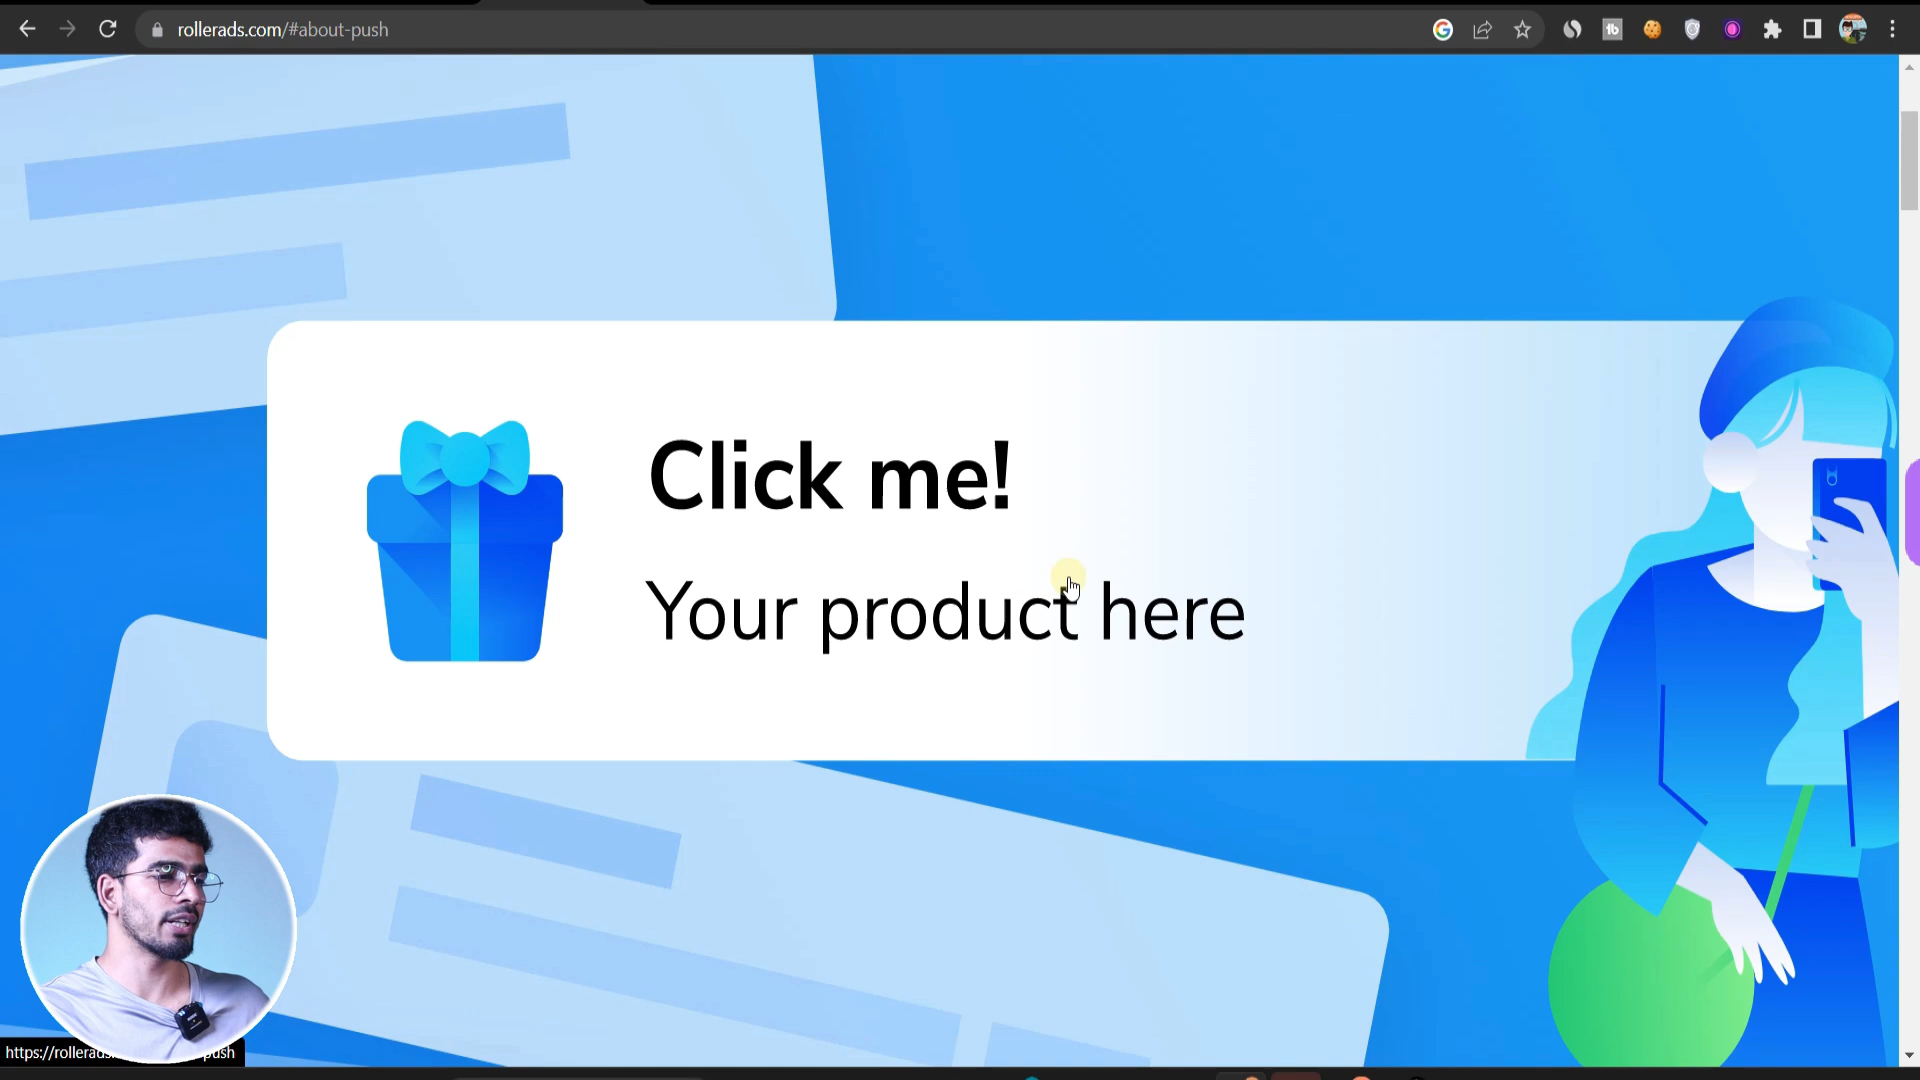 rollerads.com/#about-push
Click me!
Your product here
https://rollerads
push